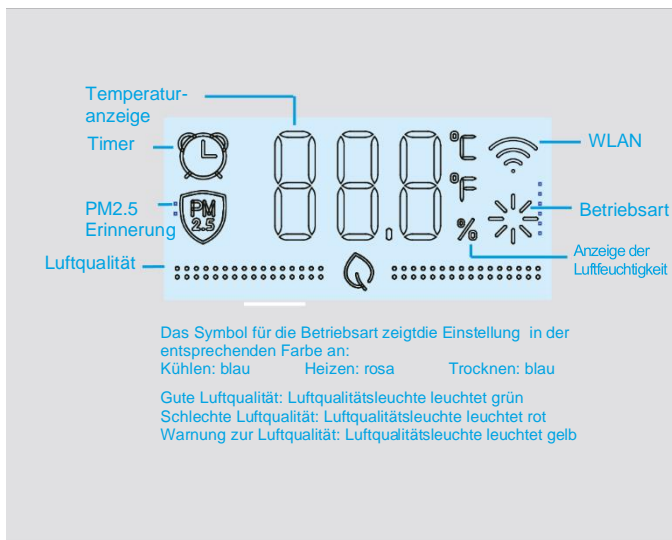 Temperatur-
anzeige
Timer
WLAN
PM2.5
Erinnerung
Betriebsart
Luftqualität
Anzeige der
Luftfeuchtigkeit
PM
2.5
888
.
°C
°F
%
Das Symbol für die Betriebsart zeigtdie Einstellung in der
entsprechenden Farbe an:
Kühlen: blau Heizen: rosa Trocknen: blau
Gute Luftqualität: Luftqualitätsleuchte leuchtet grün
Schlechte Luftqualität: Luftqualitätsleuchte leuchtet rot
Warnung zur Luftqualität: Luftqualitätsleuchte leuchtet gelb